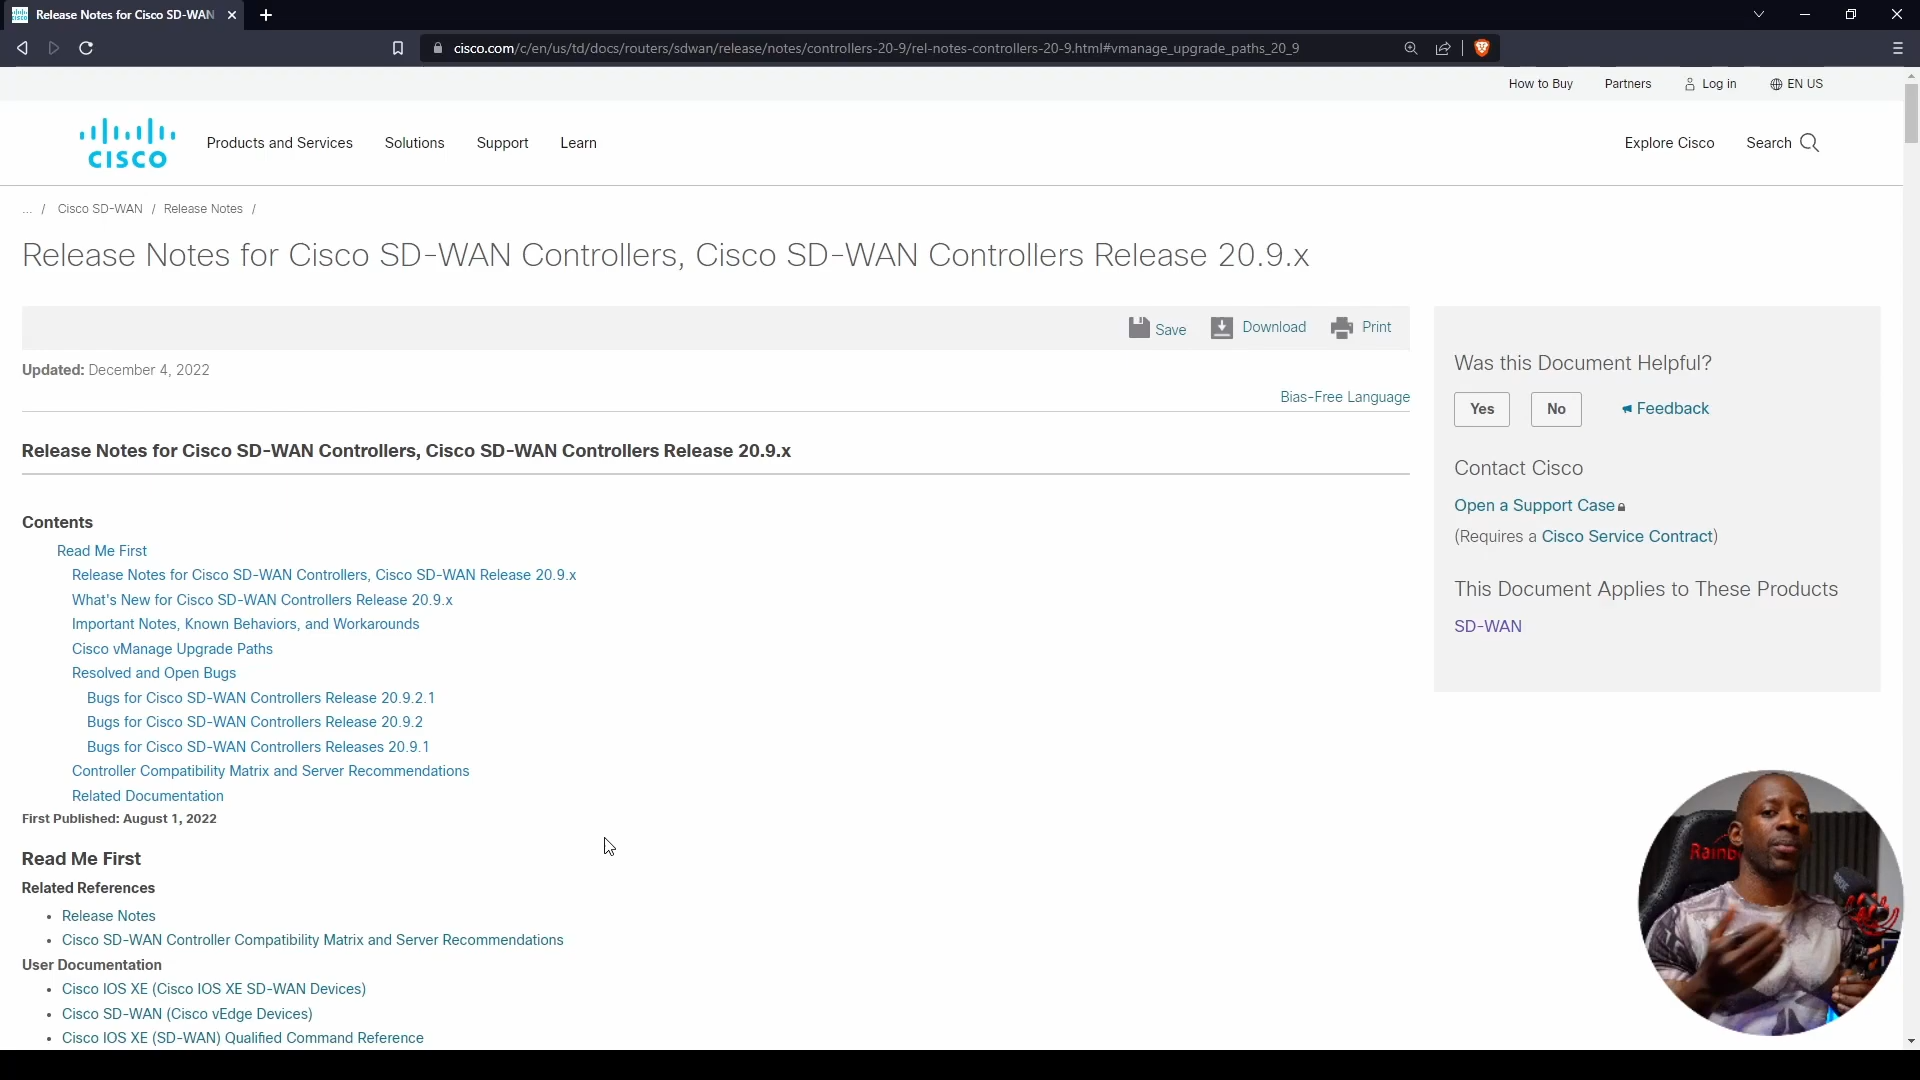 Release Notes for Cisco SD-WAN
cisco.com/c/en/us/td/docs/routers/sdwan/release/notes/controllers-20-9/rel-notes-controllers-20-9.html#vmanage_upgrade_paths_20_9
How to Buy Partners Log in EN US
CISCO
Products and Services Solutions Support Learn Explore Cisco Search
... / Cisco SD-WAN / Release Notes /
Release Notes for Cisco SD-WAN Controllers, Cisco SD-WAN Controllers Release 20.9.x
Save Download Print
Updated: December 4, 2022
Bias-Free Language
Release Notes for Cisco SD-WAN Controllers, Cisco SD-WAN Controllers Release 20.9.x
Contents
Read Me First
Release Notes for Cisco SD-WAN Controllers, Cisco SD-WAN Release 20.9.x
What's New for Cisco SD-WAN Controllers Release 20.9.x
Important Notes, Known Behaviors, and Workarounds
Cisco vManage Upgrade Paths
Resolved and Open Bugs
Bugs for Cisco SD-WAN Controllers Release 20.9.2.1
Bugs for Cisco SD-WAN Controllers Release 20.9.2
Bugs for Cisco SD-WAN Controllers Releases 20.9.1
Controller Compatibility Matrix and Server Recommendations
Related Documentation
First Published: August 1, 2022
Read Me First
Related References
• Release Notes
• Cisco SD-WAN Controller Compatibility Matrix and Server Recommendations
User Documentation
• Cisco IOS XE (Cisco IOS XE SD-WAN Devices)
• Cisco SD-WAN (Cisco vEdge Devices)
• Cisco IOS XE (SD-WAN) Qualified Command Reference
Was this Document Helpful?
Yes No Feedback
Contact Cisco
Open a Support Case
(Requires a Cisco Service Contract)
This Document Applies to These Products
SD-WAN